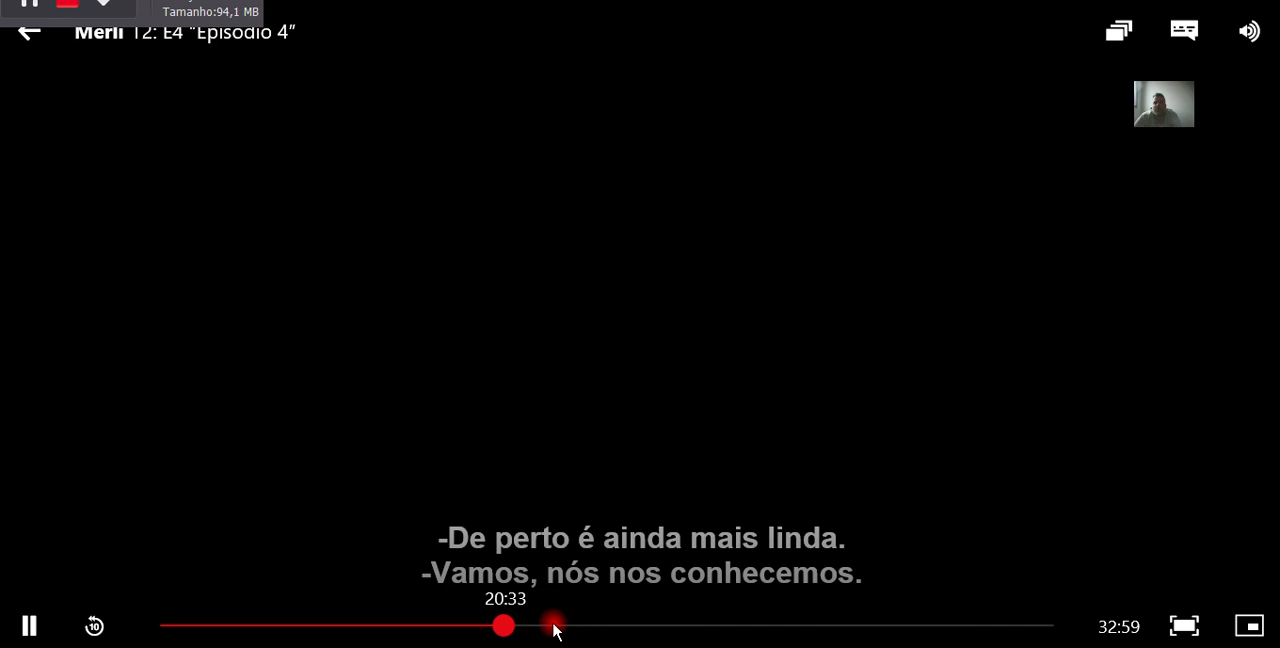 Tamanho:94,1 MB
Merlí T2: E4 "Episódio 4"
-De perto é ainda mais linda.
-Vamos, nós nos conhecemos.
20:33
10
32:59